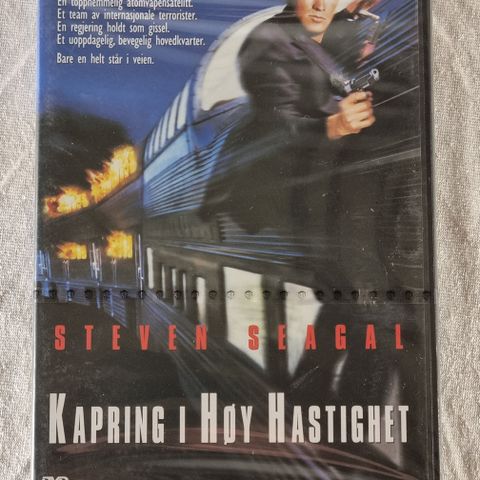 En topphemmelig atomvåpensatelitt.
Et team av internasjonale terrorister.
En regjering holdt som gissel.
Et uoppdagelig, bevegelig hovedkvarter.
Bare en helt står i veien.
STEVEN SEAGAL
KAPRING I HØY HASTIGHET